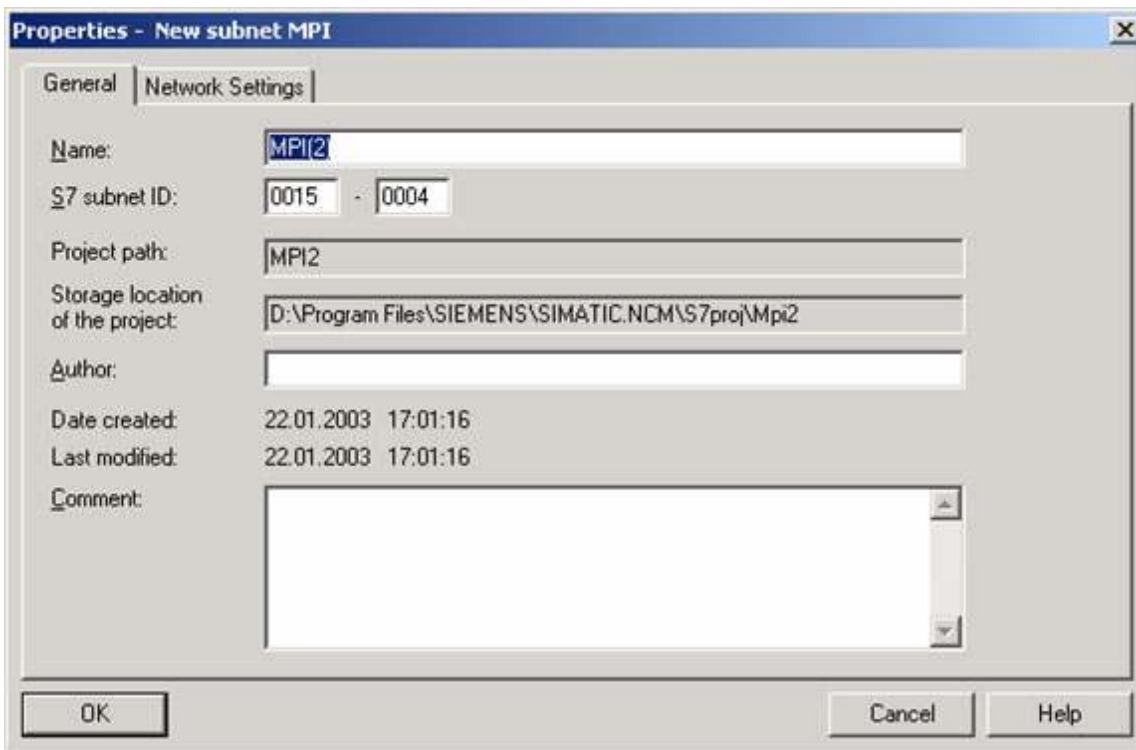 Properties - New subnet MPI
General Network Settings
Name: MPI(2)
S7 subnet ID: 0015 - 0004
Project path: MPI2
Storage location
of the project: D:\Program Files\SIEMENS\SIMATIC.NCM\S7proj\Mpi2
Author:
Date created: 22.01.2003 17:01:16
Last modified: 22.01.2003 17:01:16
Comment:
OK Cancel Help